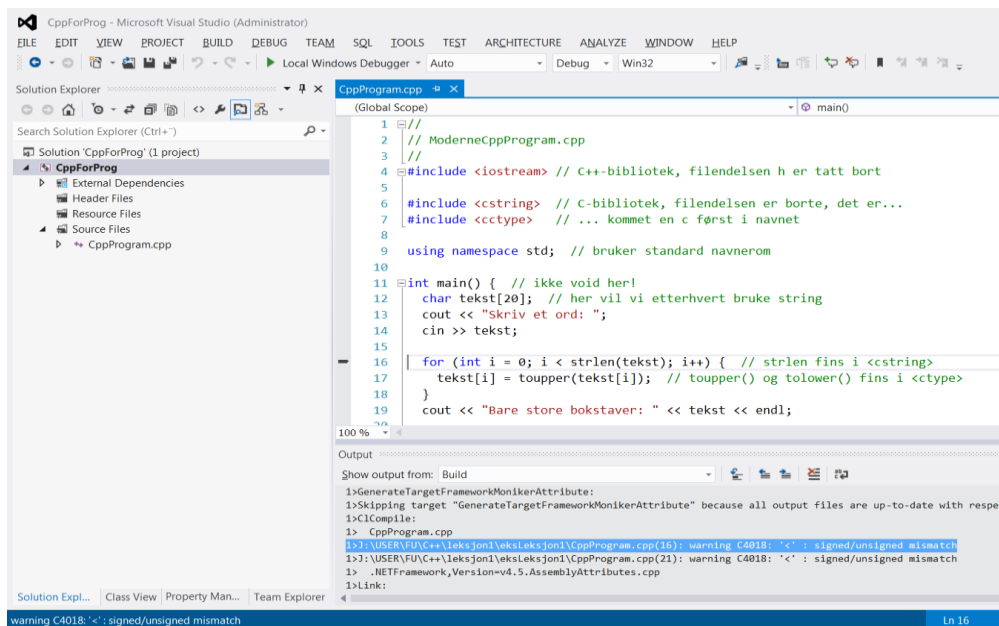 CppForProg - Microsoft Visual Studio (Administrator)
FILE EDIT VIEW PROJECT BUILD DEBUG TEAM SQL TOOLS TEST ARCHITECTURE ANALYZE WINDOW HELP
Local Windows Debugger Auto Debug Win32
Solution Explorer
Search Solution Explorer (Ctrl+¨)
Solution 'CppForProg' (1 project)
CppForProg
External Dependencies
Header Files
Resource Files
Source Files
CppProgram.cpp
Solution Expl... Class View Property Man... Team Explorer
CppProgram.cpp
(Global Scope) main()
1 //
2 // ModerneCppProgram.cpp
3 //
4 #include <iostream> // C++-bibliotek, filendelsen h er tatt bort
5
6 #include <cstring> // C-bibliotek, filendelsen er borte, det er...
7 #include <cctype> // ... kommet en c først i navnet
8
9 using namespace std; // bruker standard navnerom
10
11 int main() { // ikke void her!
12 char tekst[20]; // her vil vi etterhvert bruke string
13 cout << "Skriv et ord: ";
14 cin >> tekst;
15
16 for (int i = 0; i < strlen(tekst); i++) { // strlen fins i <cstring>
17 tekst[i] = toupper(tekst[i]); // toupper() og tolower() fins i <ctype>
18 }
19 cout << "Bare store bokstaver: " << tekst << endl;
100 %
Output
Show output from: Build
1>GenerateTargetFrameworkMonikerAttribute:
1>Skipping target "GenerateTargetFrameworkMonikerAttribute" because all output files are up-to-date with respe
1>ClCompile:
1> CppProgram.cpp
1>J:\USER\FU\C++\leksjon1\eksLeksjon1\CppProgram.cpp(16): warning C4018: '<' : signed/unsigned mismatch
1>J:\USER\FU\C++\leksjon1\eksLeksjon1\CppProgram.cpp(21): warning C4018: '<' : signed/unsigned mismatch
1> .NETFramework,Version=v4.5.AssemblyAttributes.cpp
1>Link:
warning C4018: '<' : signed/unsigned mismatch Ln 16